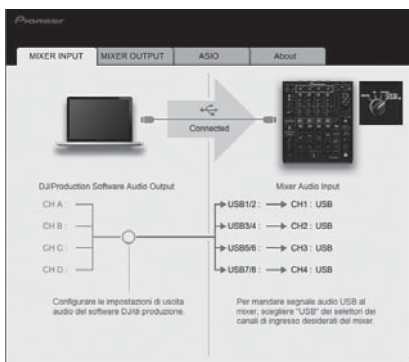 Pioneer
MIXER INPUT MIXER OUTPUT ASIO About
Connected
DJ/Production Software Audio Output
Mixer Audio Input
CH A : USB1/2 : CH1 : USB
CH B : USB3/4 : CH2 : USB
CH C : USB5/6 : CH3 : USB
CH D : USB7/8 : CH4 : USB
Configurare le impostazioni di uscita
audio del software DJ/di produzione.
Per mandare segnale audio USB al
mixer, scegliere "USB" dei selettori dei
canali di ingresso desiderati del mixer.